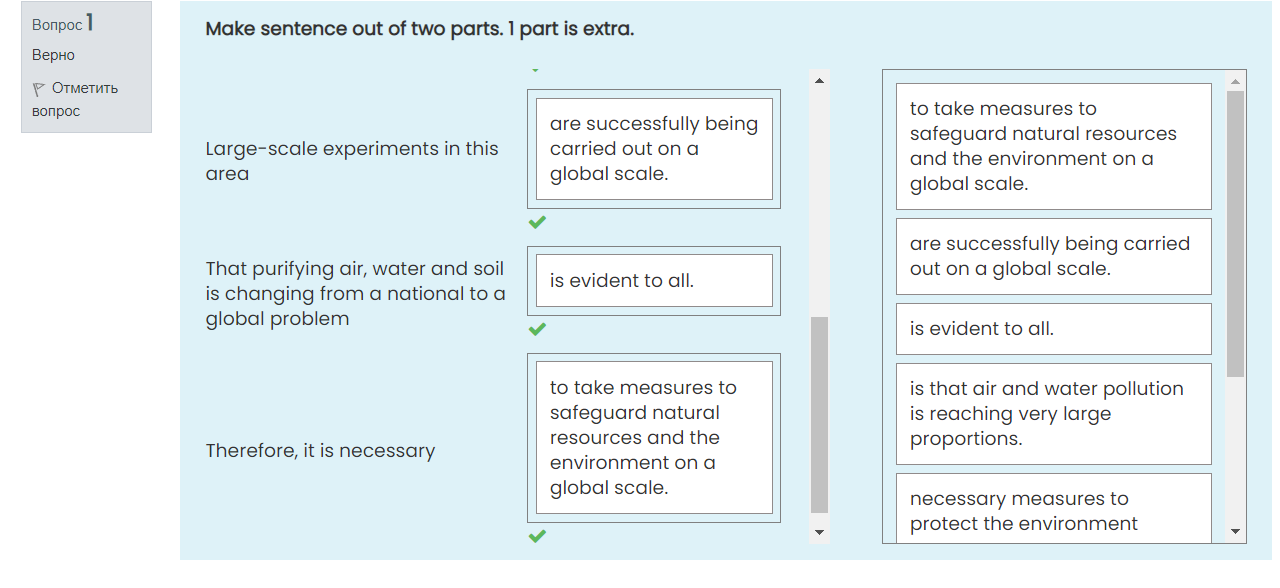 Вопрос 1
Верно
Отметить
вопрос
Make sentence out of two parts. 1 part is extra.
Large-scale experiments in this
area
are successfully being
carried out on a
global scale.
That purifying air, water and soil
is changing from a national to a
global problem
is evident to all.
Therefore, it is necessary
to take measures to
safeguard natural
resources and the
environment on a
global scale.
to take measures to
safeguard natural resources
and the environment on a
global scale.
are successfully being carried
out on a global scale.
is evident to all.
is that air and water pollution
is reaching very large
proportions.
necessary measures to
protect the environment